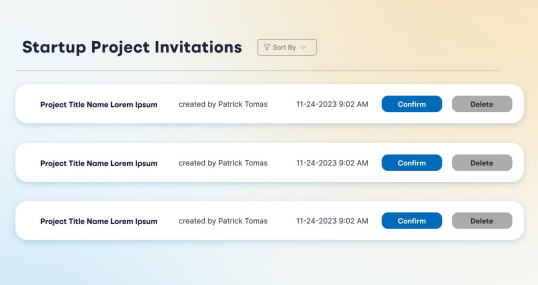 Startup Project Invitations Sort By
Project Title Name Lorem Ipsum created by Patrick Tomas 11-24-2023 9:02 AM Confirm Delete
Project Title Name Lorem Ipsum created by Patrick Tomas 11-24-2023 9:02 AM Confirm Delete
Project Title Name Lorem Ipsum created by Patrick Tomas 11-24-2023 9:02 AM Confirm Delete